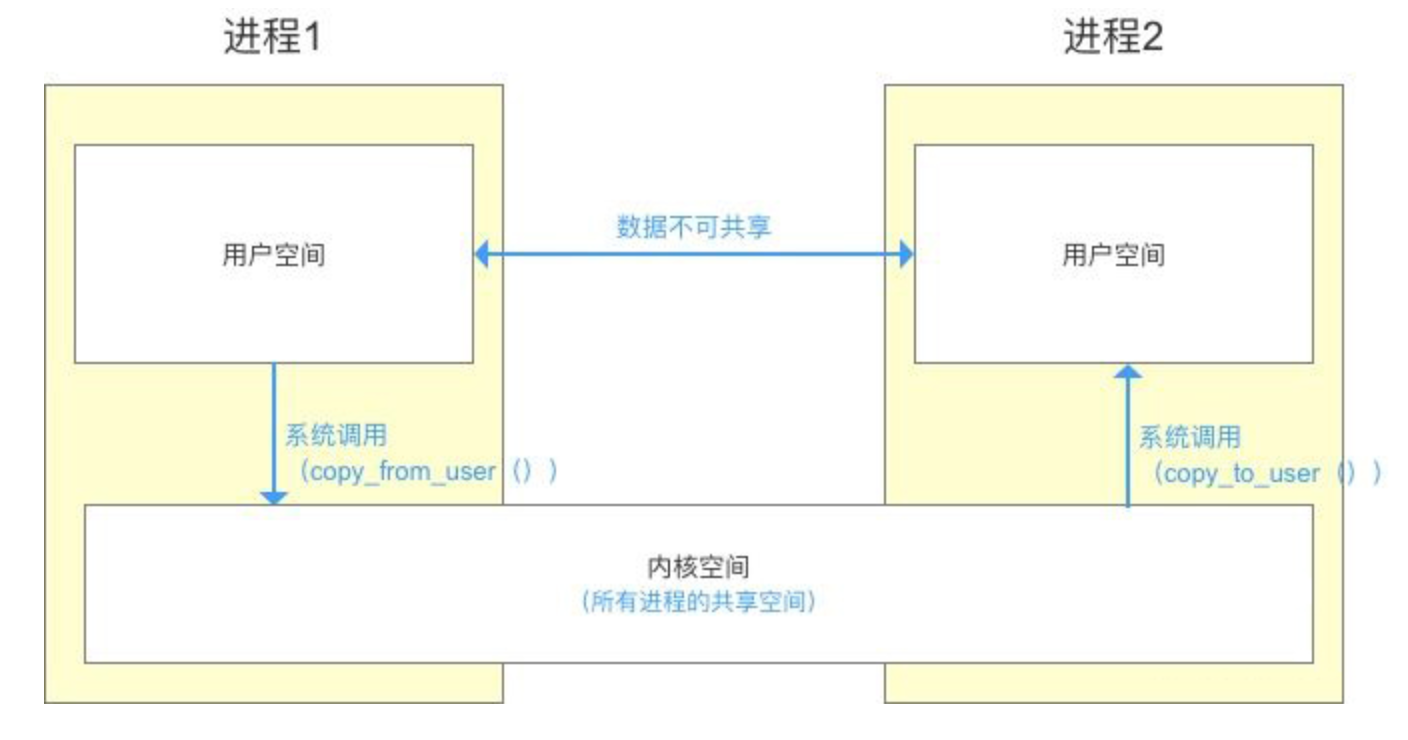 进程1
进程2
数据不可共享
用户空间
用户空间
系统调用
（copy_from_user（））
系统调用
（copy_to_user（））
内核空间
（所有进程的共享空间）